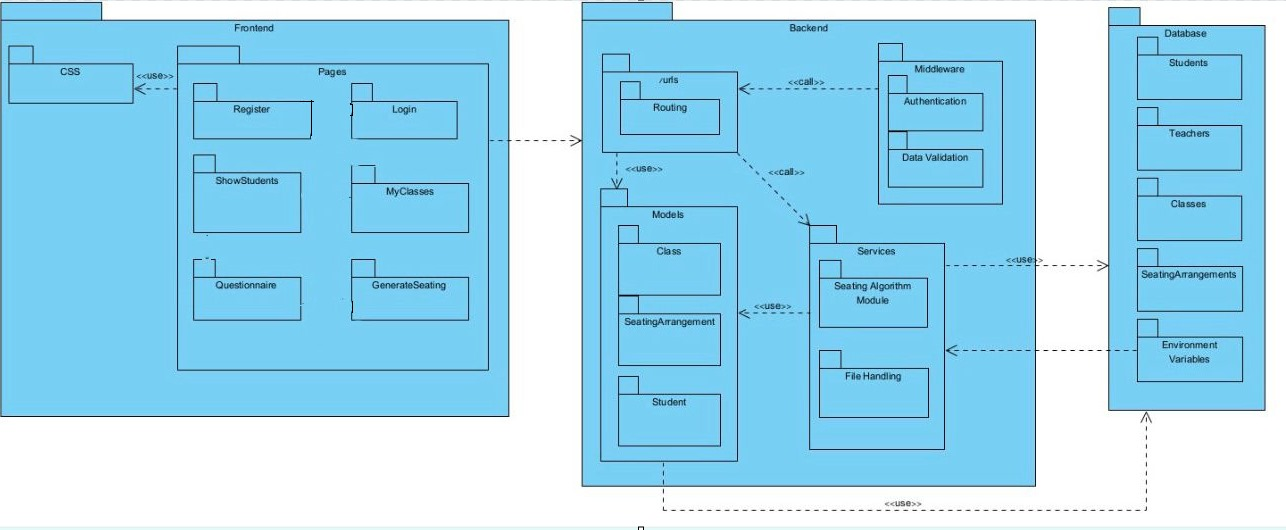 Frontend
CSS
<<use>>
Pages
Register
Login
ShowStudents
MyClasses
Questionnaire
GenerateSeating
Backend
/urls
Routing
<<call>>
Middleware
Authentication
Data Validation
<<use>>
<<call>>
Models
Class
SeatingArrangement
Student
<<use>>
Services
Seating Algorithm
Module
File Handling
<<use>>
Database
Students
Teachers
Classes
SeatingArrangements
Environment
Variables
<<use>>